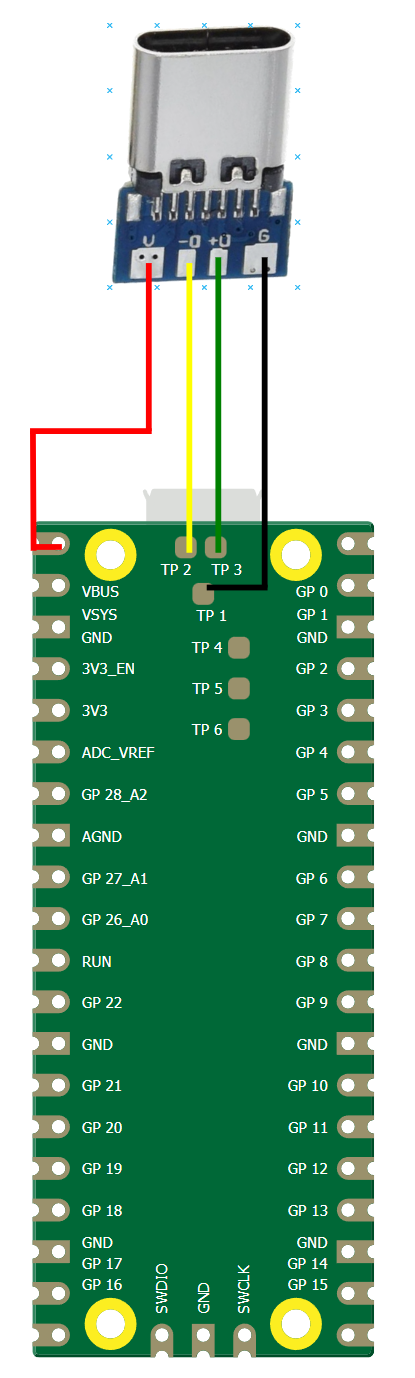 V -D +D G
TP 2 TP 3
TP 1
TP 4
TP 5
TP 6
VBUS
VSYS
GND
3V3_EN
3V3
ADC_VREF
GP 28_A2
AGND
GP 27_A1
GP 26_A0
RUN
GP 22
GND
GP 21
GP 20
GP 19
GP 18
GND
GP 17
GP 16
GP 0
GP 1
GND
GP 2
GP 3
GP 4
GP 5
GND
GP 6
GP 7
GP 8
GP 9
GND
GP 10
GP 11
GP 12
GP 13
GND
GP 14
GP 15
SWDIO
GND
SWCLK